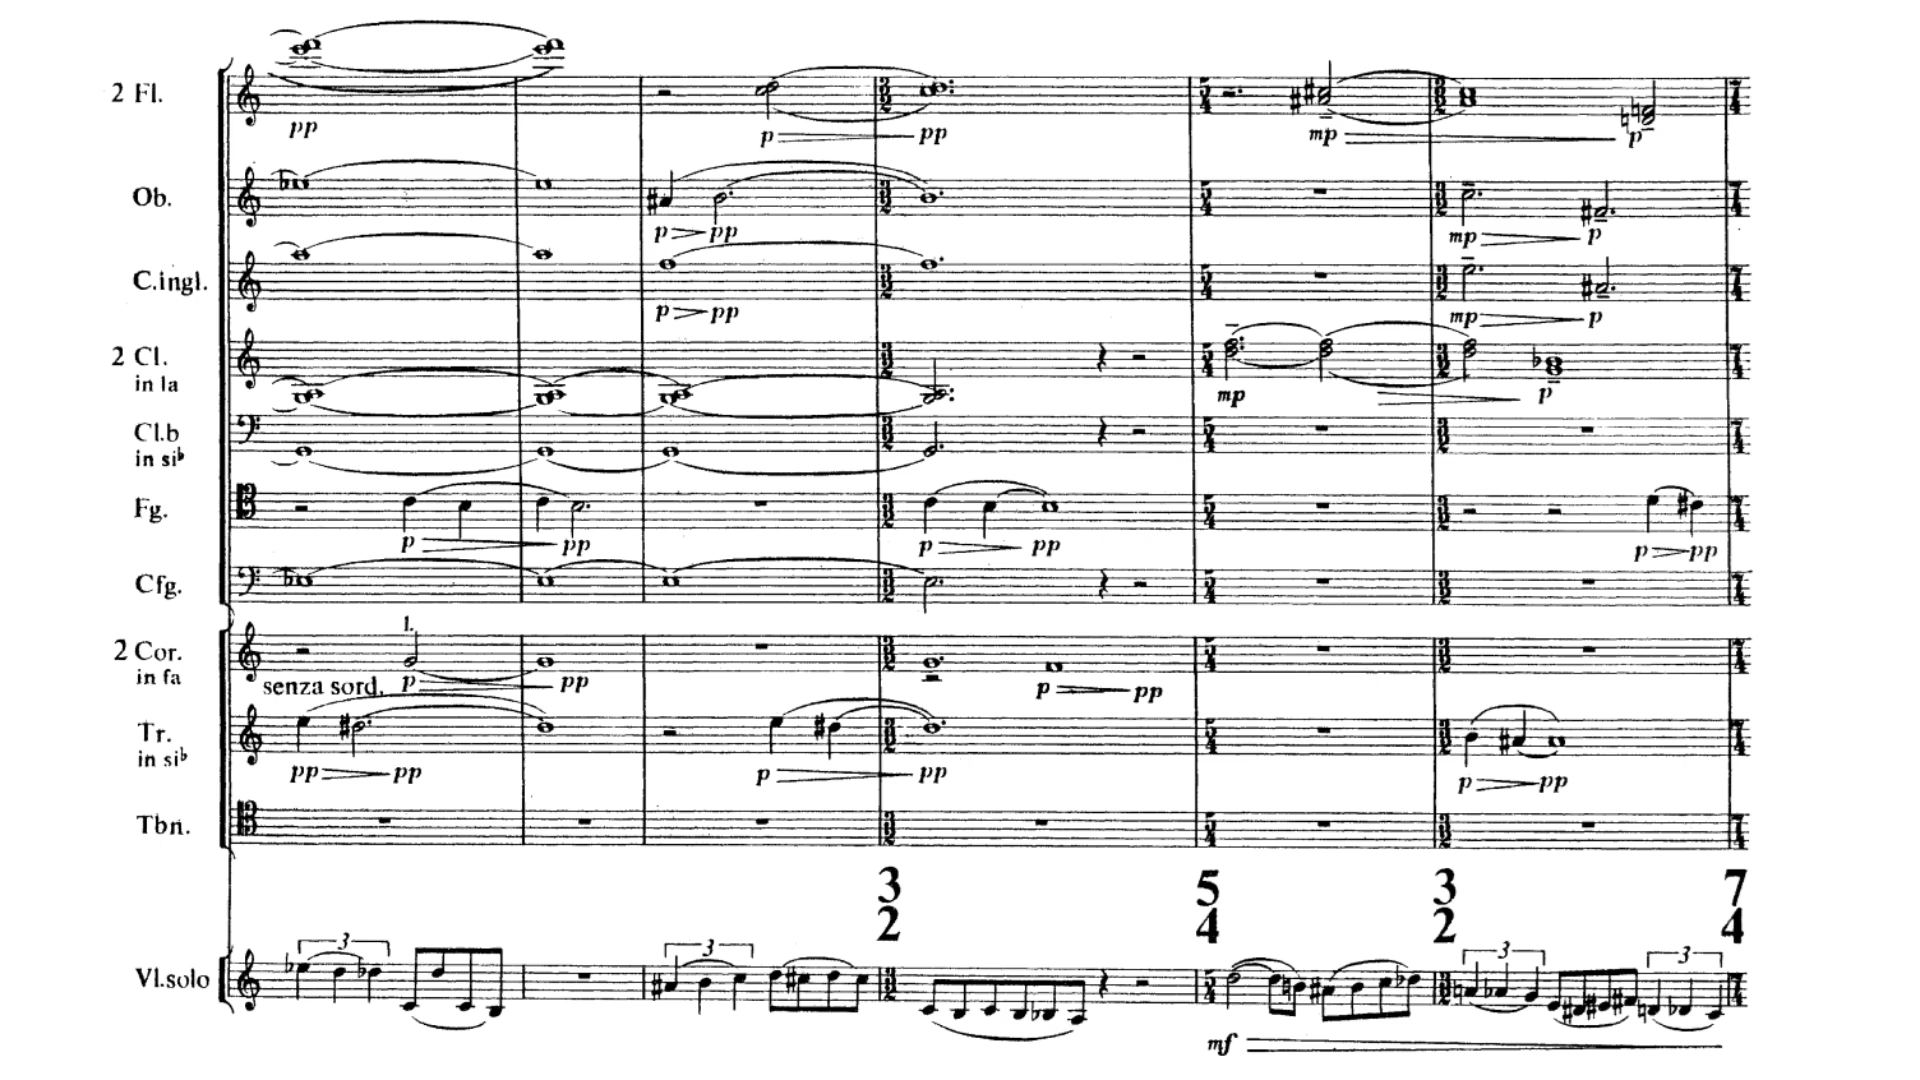 2 Fl.
pp
p
pp
mp
p
Ob.
p pp
mp p
C.ingl.
p pp
mp p
2 Cl.
in la
mp
p
Cl.b
in si♭
Fg.
p pp
p pp
p pp
Cfg.
1.
2 Cor.
in fa
senza sord. p pp
p pp
Tr.
in si♭
pp pp
p pp
p pp
Tbn.
3 5 3 7
2 4 2 4
3 3 3 3
Vl.solo
mf